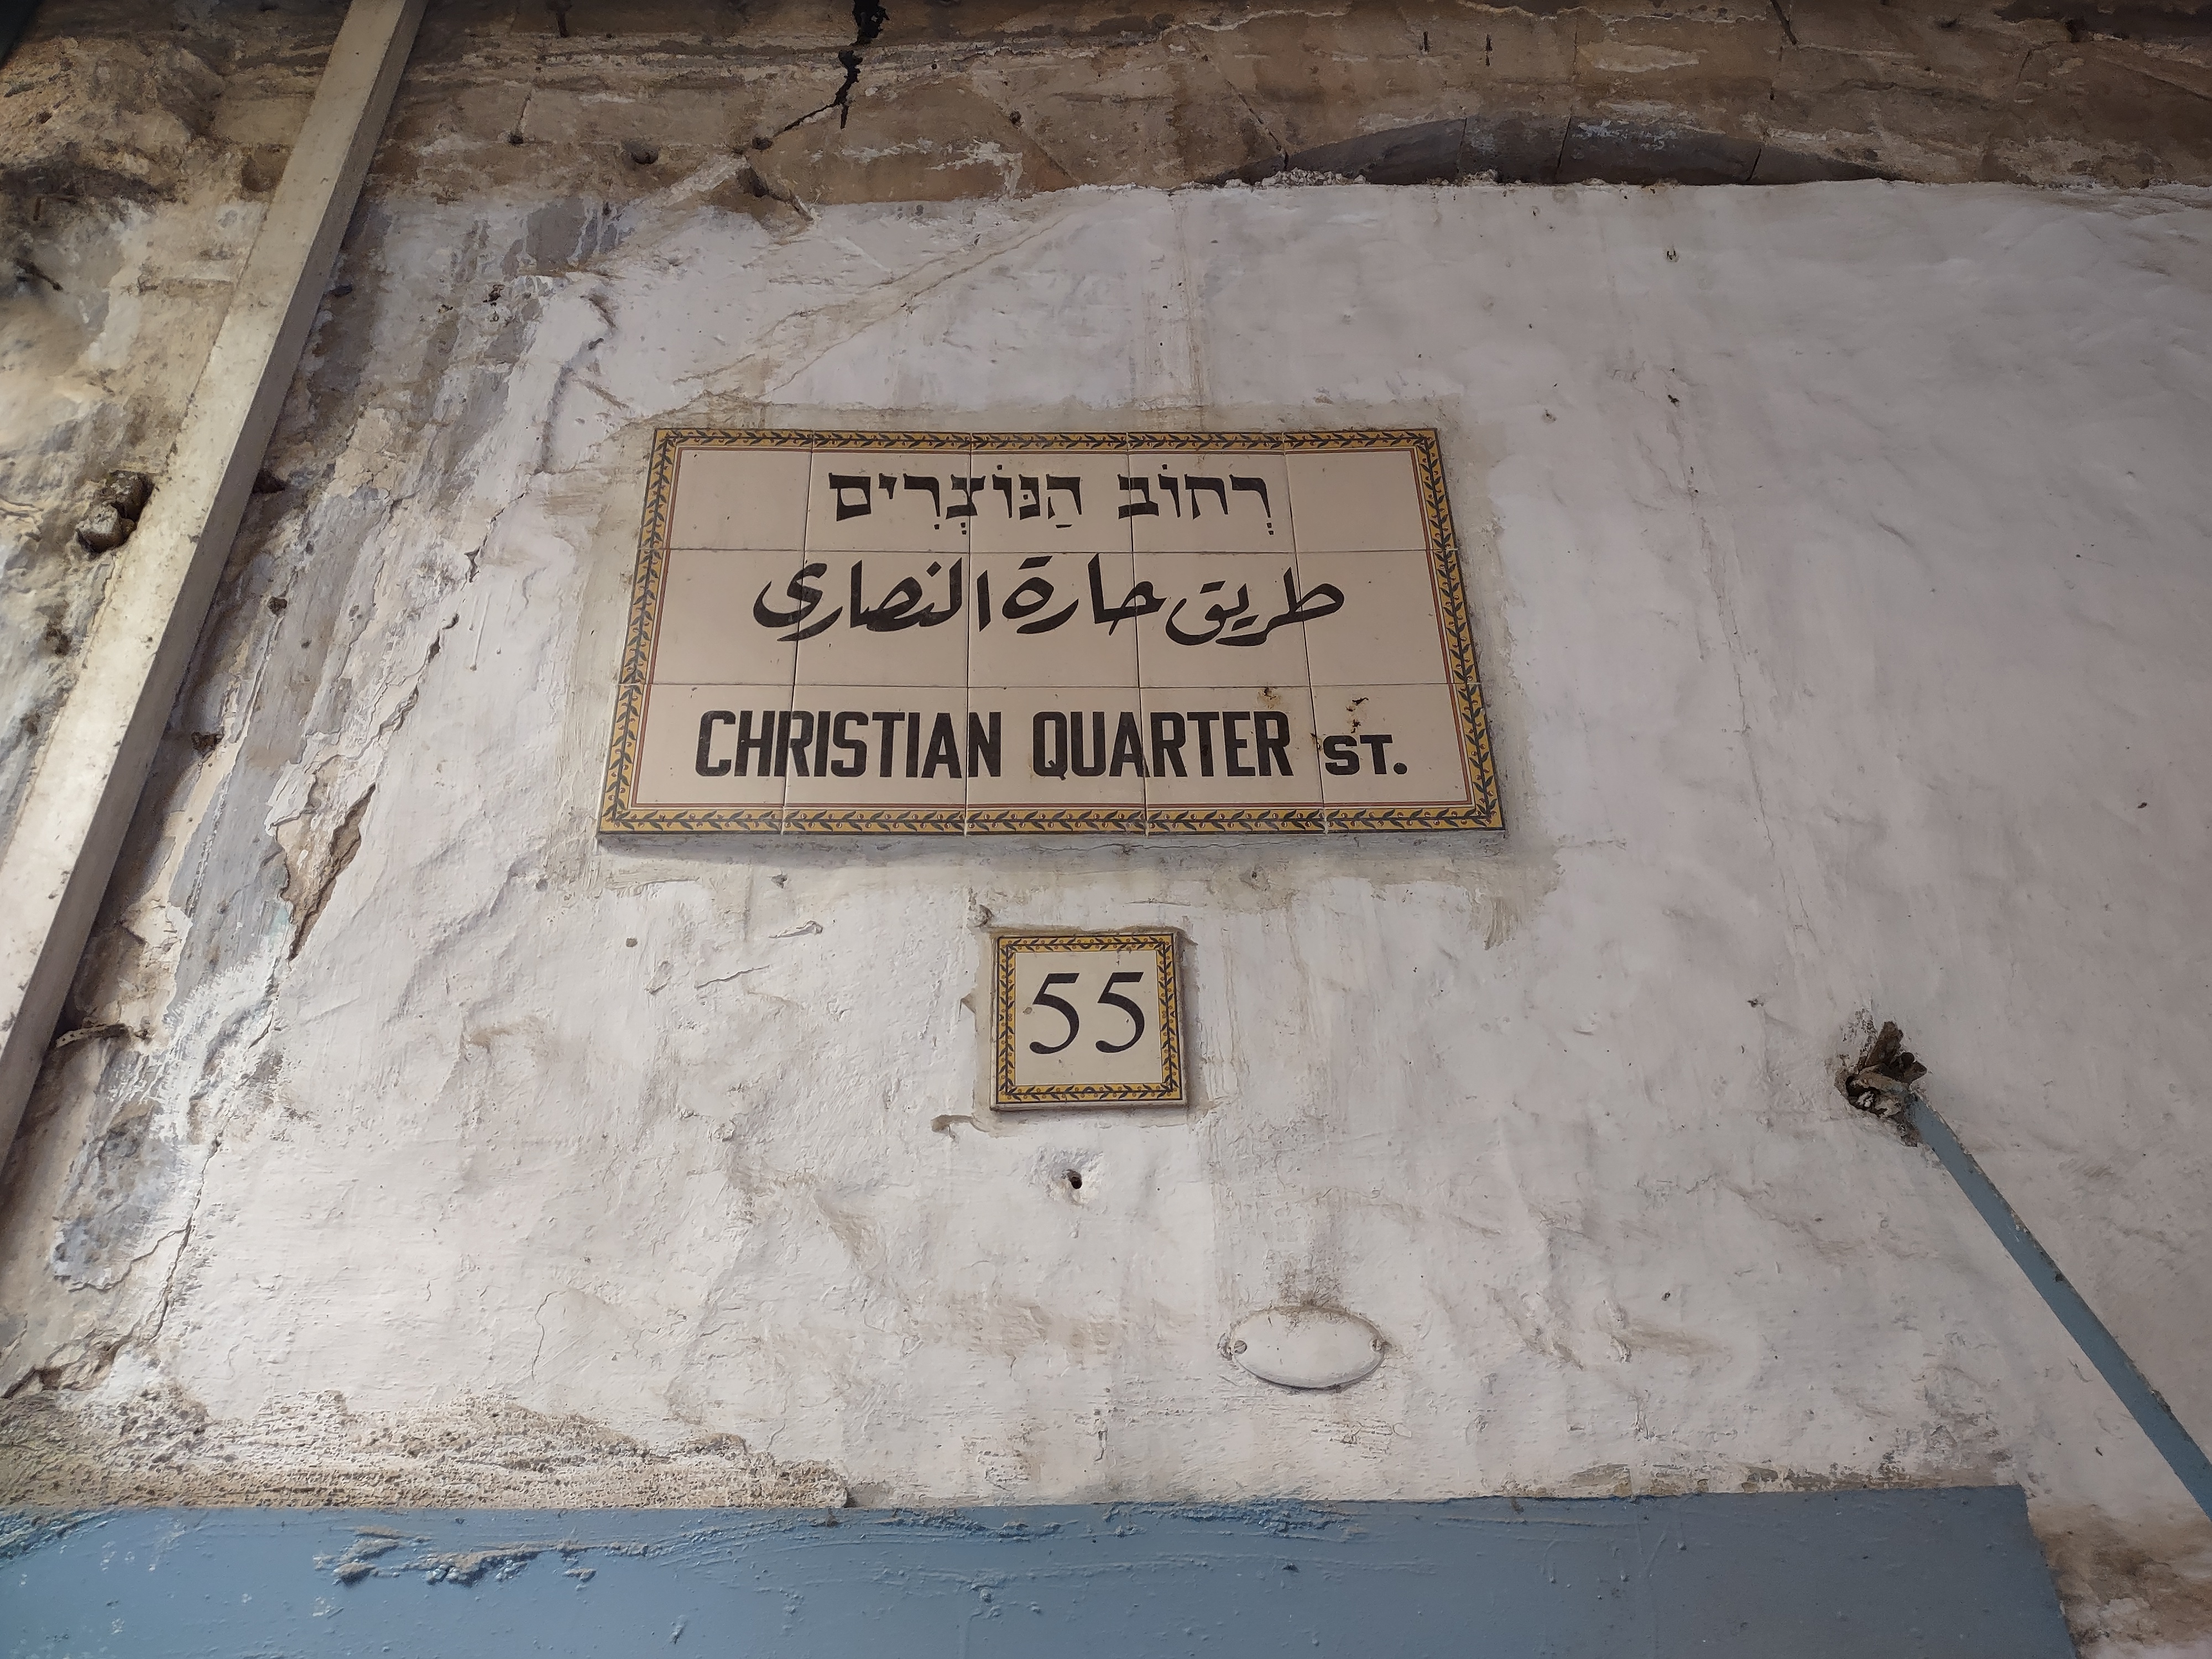 רְחוֹב הַנּוֹצְרִים
طريق حارة النصارى
CHRISTIAN QUARTER ST.
55